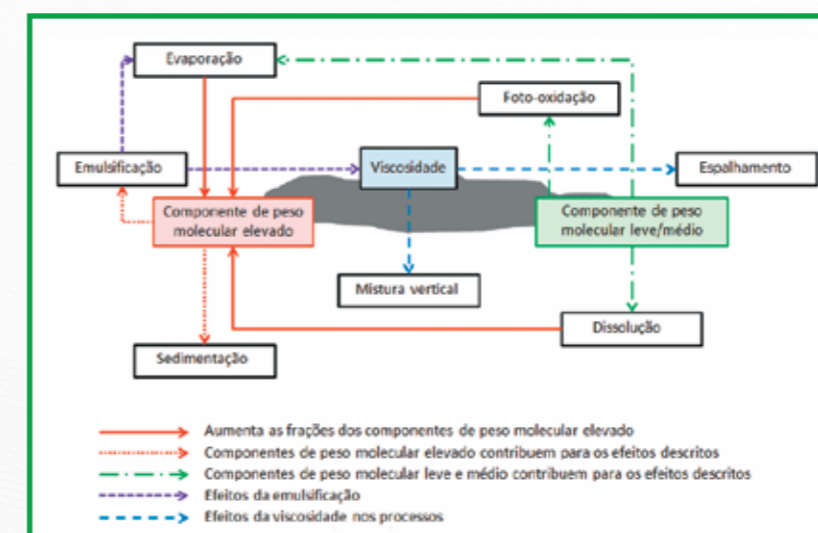 Evaporação
Foto-oxidação
Emulsificação
Viscosidade
Espalhamento
Componente de peso
molecular elevado
Componente de peso
molecular leve/médio
Mistura vertical
Dissolução
Sedimentação
Aumenta as frações dos componentes de peso molecular elevado
Componentes de peso molecular elevado contribuem para os efeitos descritos
Componentes de peso molecular leve e médio contribuem para os efeitos descritos
Efeitos da emulsificação
Efeitos da viscosidade nos processos